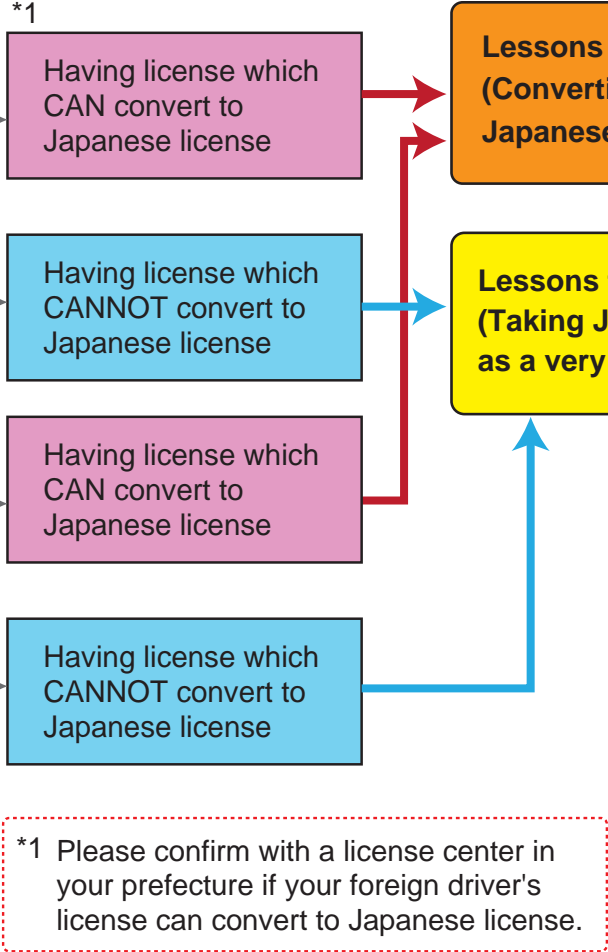 *1
Having license which
CAN convert to
Japanese license
Lessons
Japanese
Having license which
CANNOT convert to
Japanese license
Lessons
(Taking
as a very
Having license which
CAN convert to
Japanese license
Having license which
CANNOT convert to
Japanese license
*1 Please confirm with a license center in
your prefecture if your foreign driver's
license can convert to Japanese license.